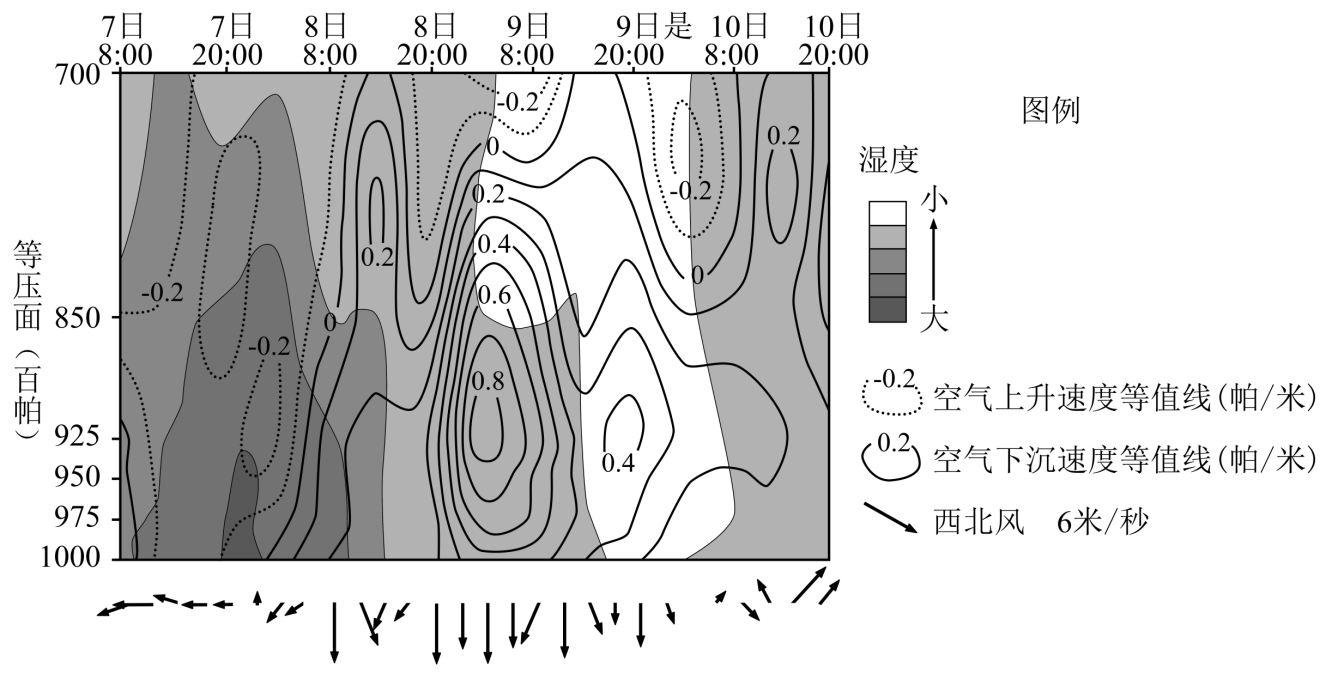 7日 7日 8日 8日 9日 9日是 10日 10日
8:00 20:00 8:00 20:00 8:00 20:00 8:00 20:00
700
850
925
950
975
1000
等压面（百帕）
-0.2
-0.2
0
0.2
-0.2
0
0.2
0.4
0.6
0.8
0.4
-0.2
0
0.2
图例
湿度
小
大
-0.2 空气上升速度等值线(帕/米)
0.2 空气下沉速度等值线(帕/米)
西北风 6米/秒